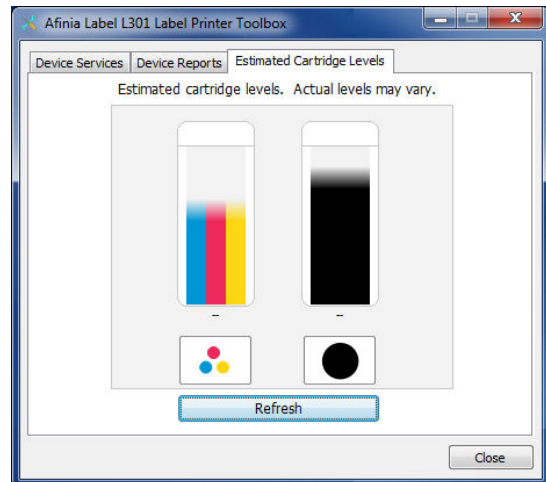 Afinia Label L301 Label Printer Toolbox
Device Services Device Reports Estimated Cartridge Levels
Estimated cartridge levels. Actual levels may vary.
-- --
Refresh
Close